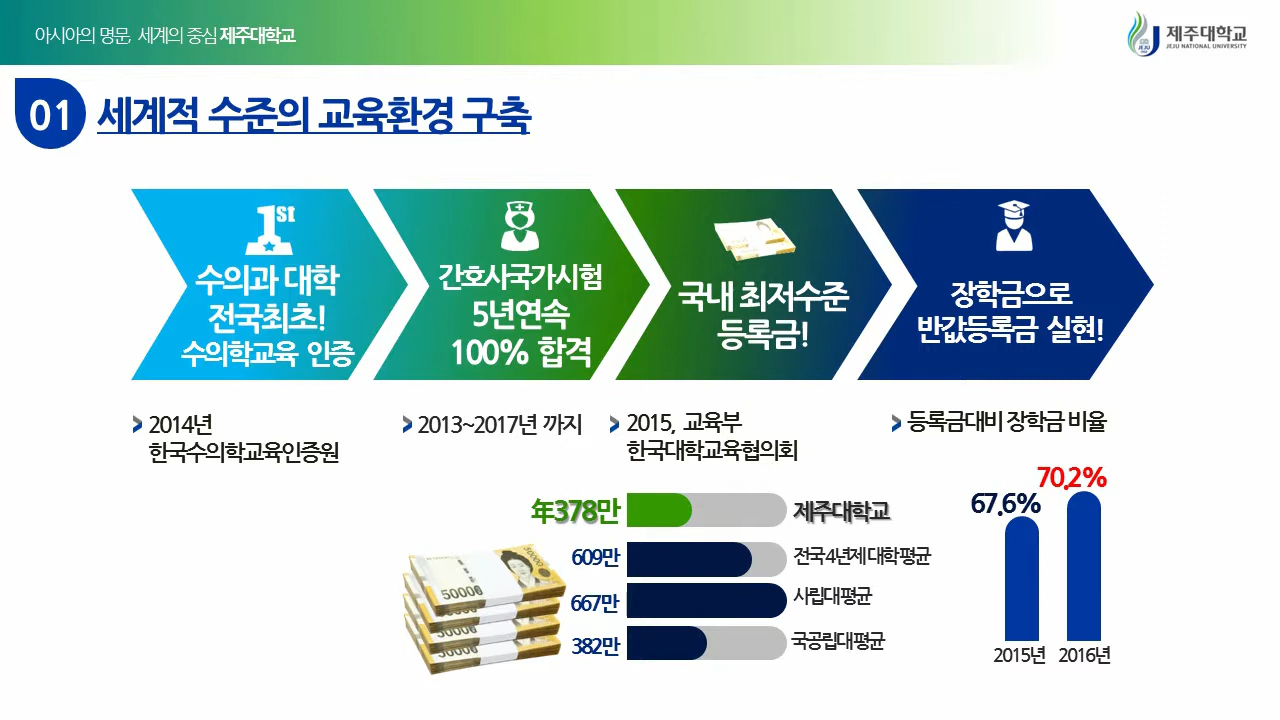 아시아의 명문, 세계의 중심 제주대학교
제주대학교
JEJU NATIONAL UNIVERSITY
JEJU
01 세계적 수준의 교육환경 구축
1st
수의과 대학
전국최초!
수의학교육 인증
간호사국가시험
5년연속
100% 합격
국내 최저수준
등록금!
장학금으로
반값등록금 실현!
2014년
한국수의학교육인증원
2013~2017년 까지
2015, 교육부
한국대학교육협의회
등록금대비 장학금 비율
年378만 제주대학교
609만 전국 4년제 대학 평균
667만 사립대 평균
382만 국공립대 평균
50000
50000
50000
67.6%
70.2%
2015년 2016년